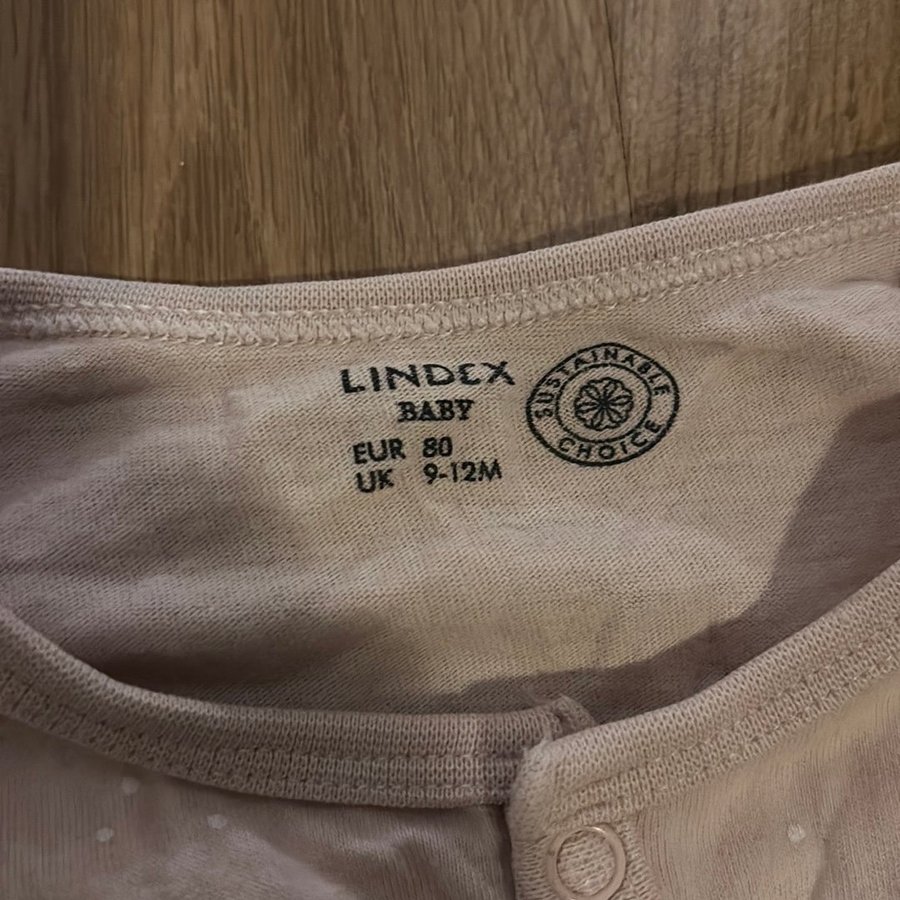 LINDEX
BABY
EUR 80
UK 9-12M
SUSTAINABLE
CHOICE